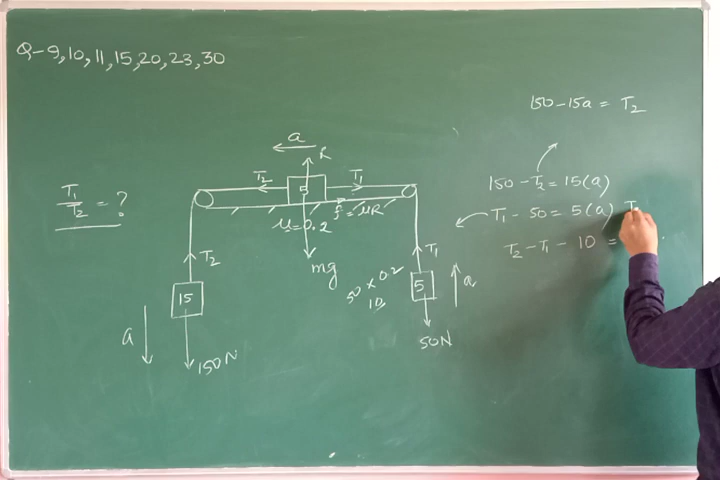 Q-9,10,11,15,20,23,30
150-15a = T2
a
R
T2
T1
150 - T2 = 15(a)
T1/T2 = ?
μ=0.2
f=μR
T1 - 50 = 5(a)
T2
T1
T2 - T1 - 10 =
mg
50 x 0.2
10
15
5
a
a
150N
50N